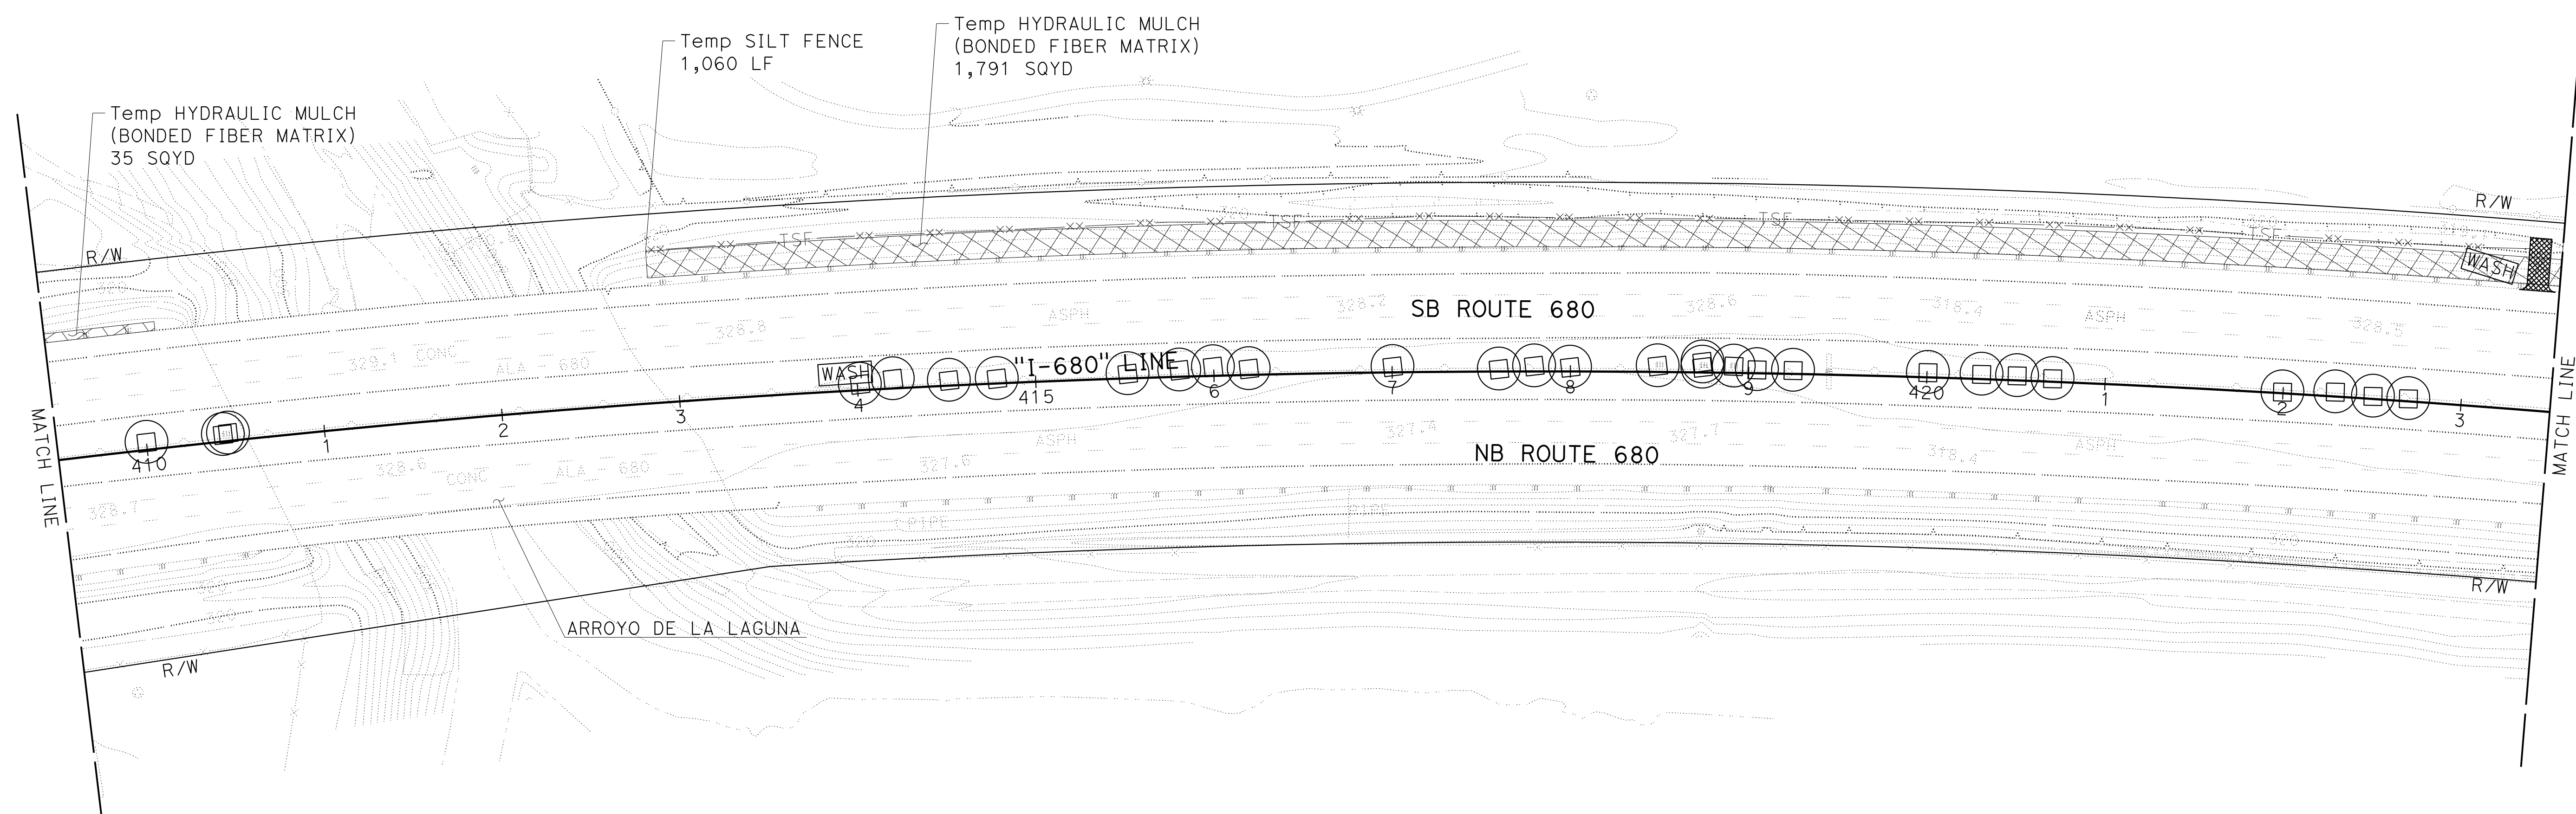 Temp HYDRAULIC MULCH
(BONDED FIBER MATRIX)
1,791 SQYD
Temp SILT FENCE
1,060 LF
Temp HYDRAULIC MULCH
(BONDED FIBER MATRIX)
35 SQYD
R/W
R/W
TSF
TSF
TSF
TSF
WASH
SB ROUTE 680
328.8
328.2
328.6
318.4
328.5
ASPH
ASPH
329.1
CONC
ALA - 680
WASH
"I-680" LINE
MATCH LINE
MATCH LINE
410
1
2
3
4
415
6
7
8
9
420
1
2
3
NB ROUTE 680
328.7
328.6
CONC
ALA - 680
327.6
ASPH
327.4
327.7
318.4
ASPH
PIPE
320
300
R/W
ARROYO DE LA LAGUNA
R/W